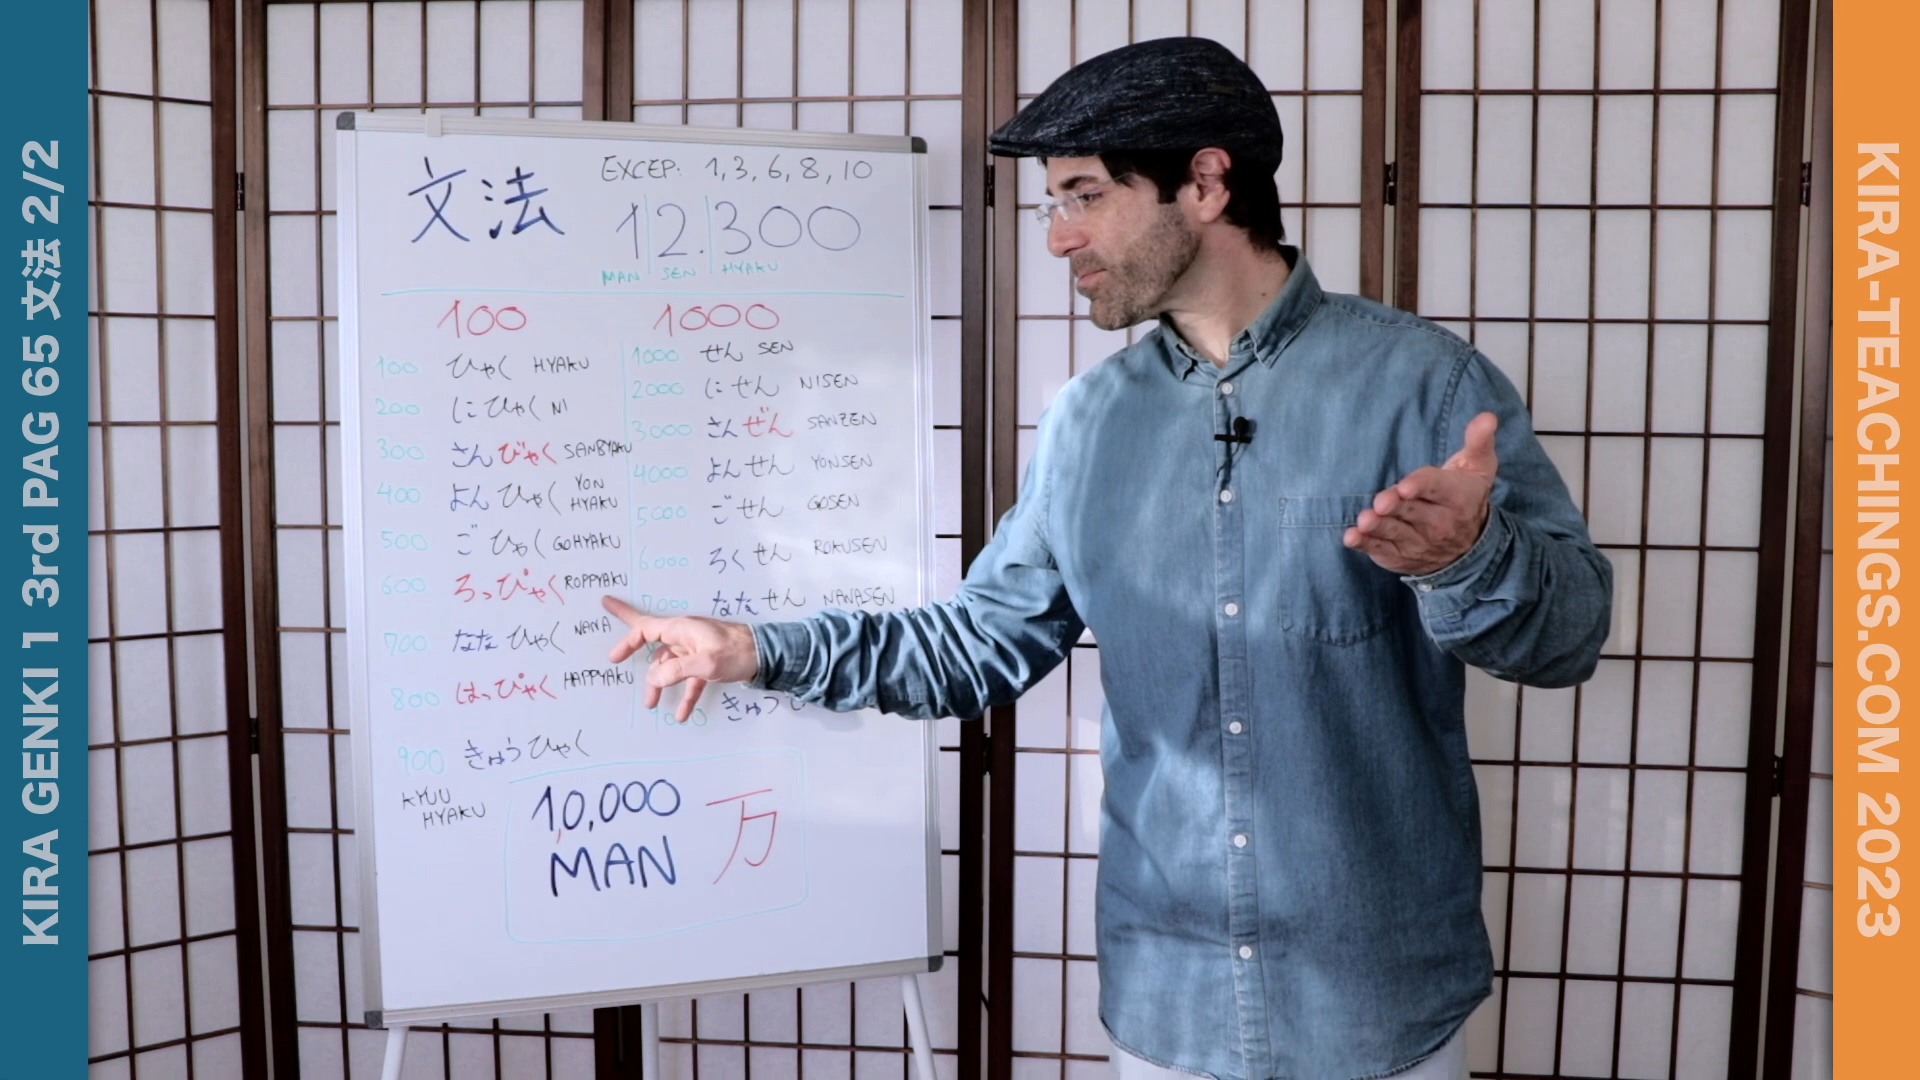 KIRA GENKI 1 3rd PAG 65 文法 2/2
文法
EXCEP: 1, 3, 6, 8, 10
12.300
MAN SEN HYAKU
100
100 ひゃく HYAKU
200 にひゃく NI
300 さんびゃく SANBYAKU
400 よんひゃく YON HYAKU
500 ごひゃく GOHYAKU
600 ろっぴゃく ROPPYAKU
700 ななひゃく NANA
800 はっぴゃく HAPPYAKU
900 きゅうひゃく
KYUU HYAKU
1000
1000 せん SEN
2000 にせん NISEN
3000 さんぜん SANZEN
4000 よんせん YONSEN
5000 ごせん GOSEN
6000 ろくせん ROKUSEN
7000 ななせん NANASEN
9000 きゅう
10,000 万
MAN
KIRA-TEACHINGS.COM 2023